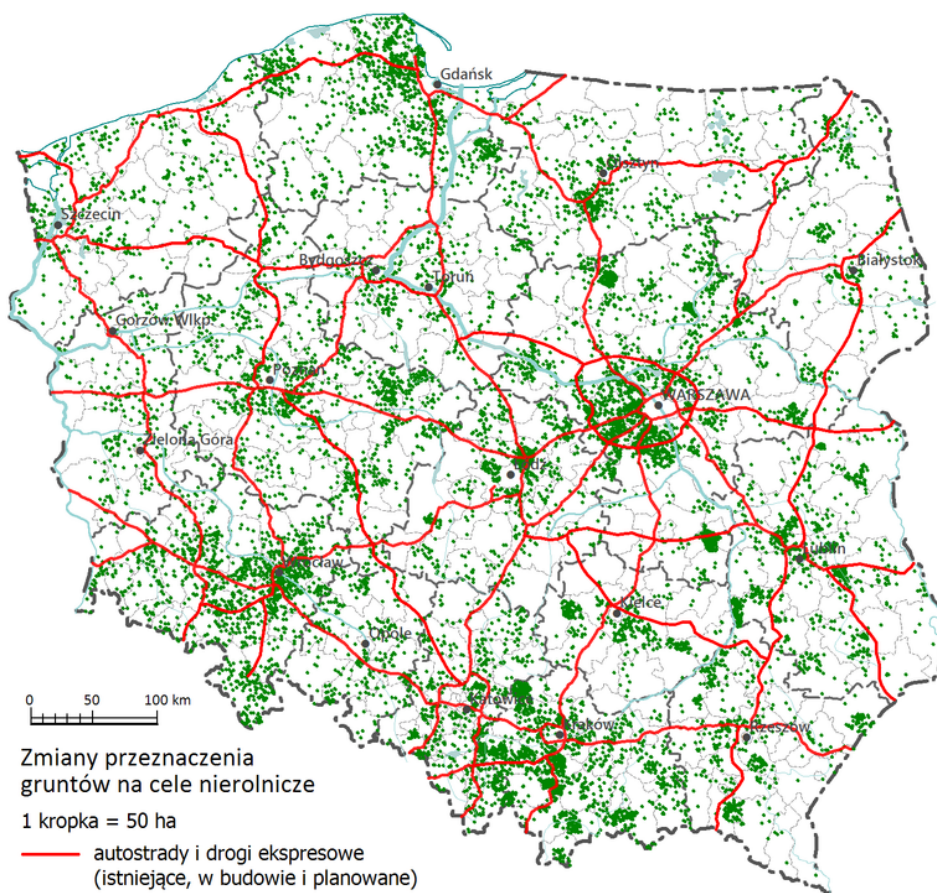 Gdańsk
Olsztyn
Szczecin
Bydgoszcz
Białystok
Toruń
Gorzów Wlkp.
Poznań
WARSZAWA
Zielona Góra
Łódź
Wrocław
Lublin
Kielce
Opole
Katowice
Kraków
Rzeszów
0 50 100 km
Zmiany przeznaczenia
gruntów na cele nierolnicze
1 kropka = 50 ha
autostrady i drogi ekspresowe
(istniejące, w budowie i planowane)